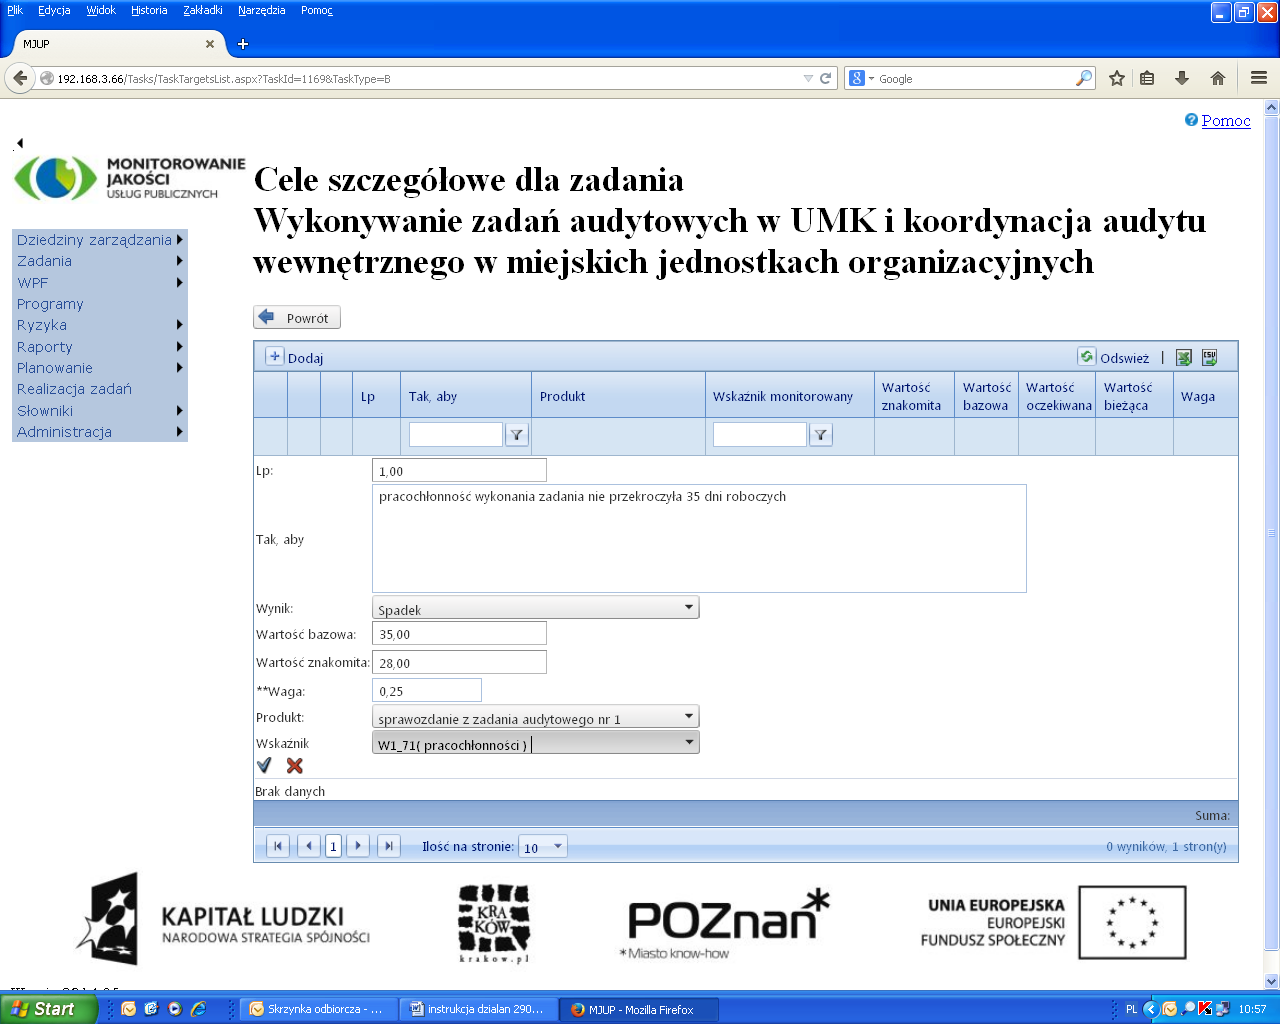 Plik Edycja Widok Historia Zakładki Narzędzia Pomoc
MJUP
192.168.3.66/Tasks/TaskTargetsList.aspx?TaskId=1169&TaskType=B
Google
Pomoc
MONITOROWANIE
JAKOŚCI
USŁUG PUBLICZNYCH
Cele szczegółowe dla zadania
Wykonywanie zadań audytowych w UMK i koordynacja audytu
wewnętrznego w miejskich jednostkach organizacyjnych
Dziedziny zarządzania
Zadania
WPF
Programy
Ryzyka
Raporty
Planowanie
Realizacja zadań
Słowniki
Administracja
Powrót
Dodaj
Odswież |
CSV
Lp
Tak, aby
Produkt
Wskaźnik monitorowany
Wartość znakomita
Wartość bazowa
Wartość oczekiwana
Wartość bieżąca
Waga
Lp: 1,00
Tak, aby
pracochłonność wykonania zadania nie przekroczyła 35 dni roboczych
Wynik: Spadek
Wartość bazowa: 35,00
Wartość znakomita: 28,00
**Waga: 0,25
Produkt: sprawozdanie z zadania audytowego nr 1
Wskaźnik W1_71( pracochłonności )
Brak danych
Suma:
1 Ilość na stronie: 10
0 wyników, 1 stron(y)
KAPITAŁ LUDZKI
NARODOWA STRATEGIA SPÓJNOŚCI
KRAKÓW
krakow.pl
POZnań*
*Miasto know-how
UNIA EUROPEJSKA
EUROPEJSKI
FUNDUSZ SPOŁECZNY
Start
Skrzynka odbiorcza - ...
instrukcja dzialan 290...
MJUP - Mozilla Firefox
PL
10:57